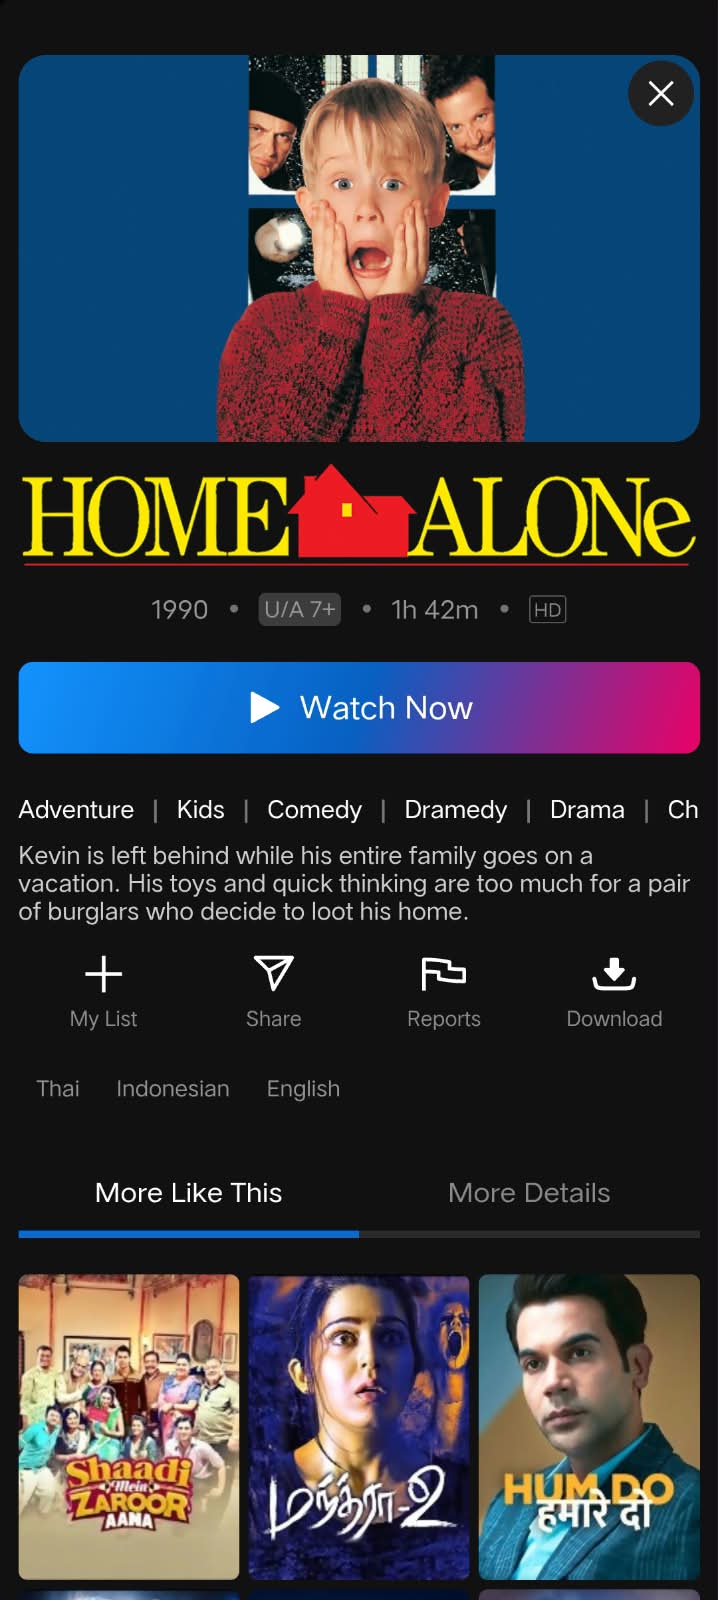 HOME ALONe
1990 • U/A 7+ • 1h 42m • HD
Watch Now
Adventure | Kids | Comedy | Dramedy | Drama | Ch
Kevin is left behind while his entire family goes on a
vacation. His toys and quick thinking are too much for a pair
of burglars who decide to loot his home.
My List Share Reports Download
Thai Indonesian English
More Like This More Details
Shaadi
Mein
ZAROOR
AANA
மந்த்ரா-2
HUM DO
हमारे दो